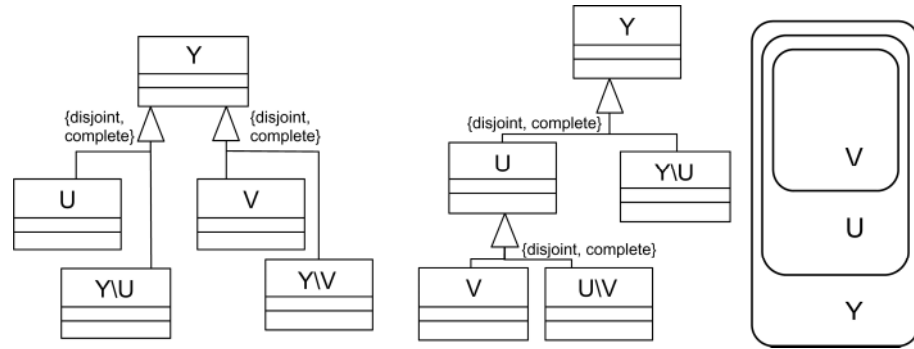 Y
{disjoint,
complete}
{disjoint,
complete}
U
V
Y\U
Y\V
Y
{disjoint, complete}
U
Y\U
{disjoint, complete}
V
U\V
V
U
Y